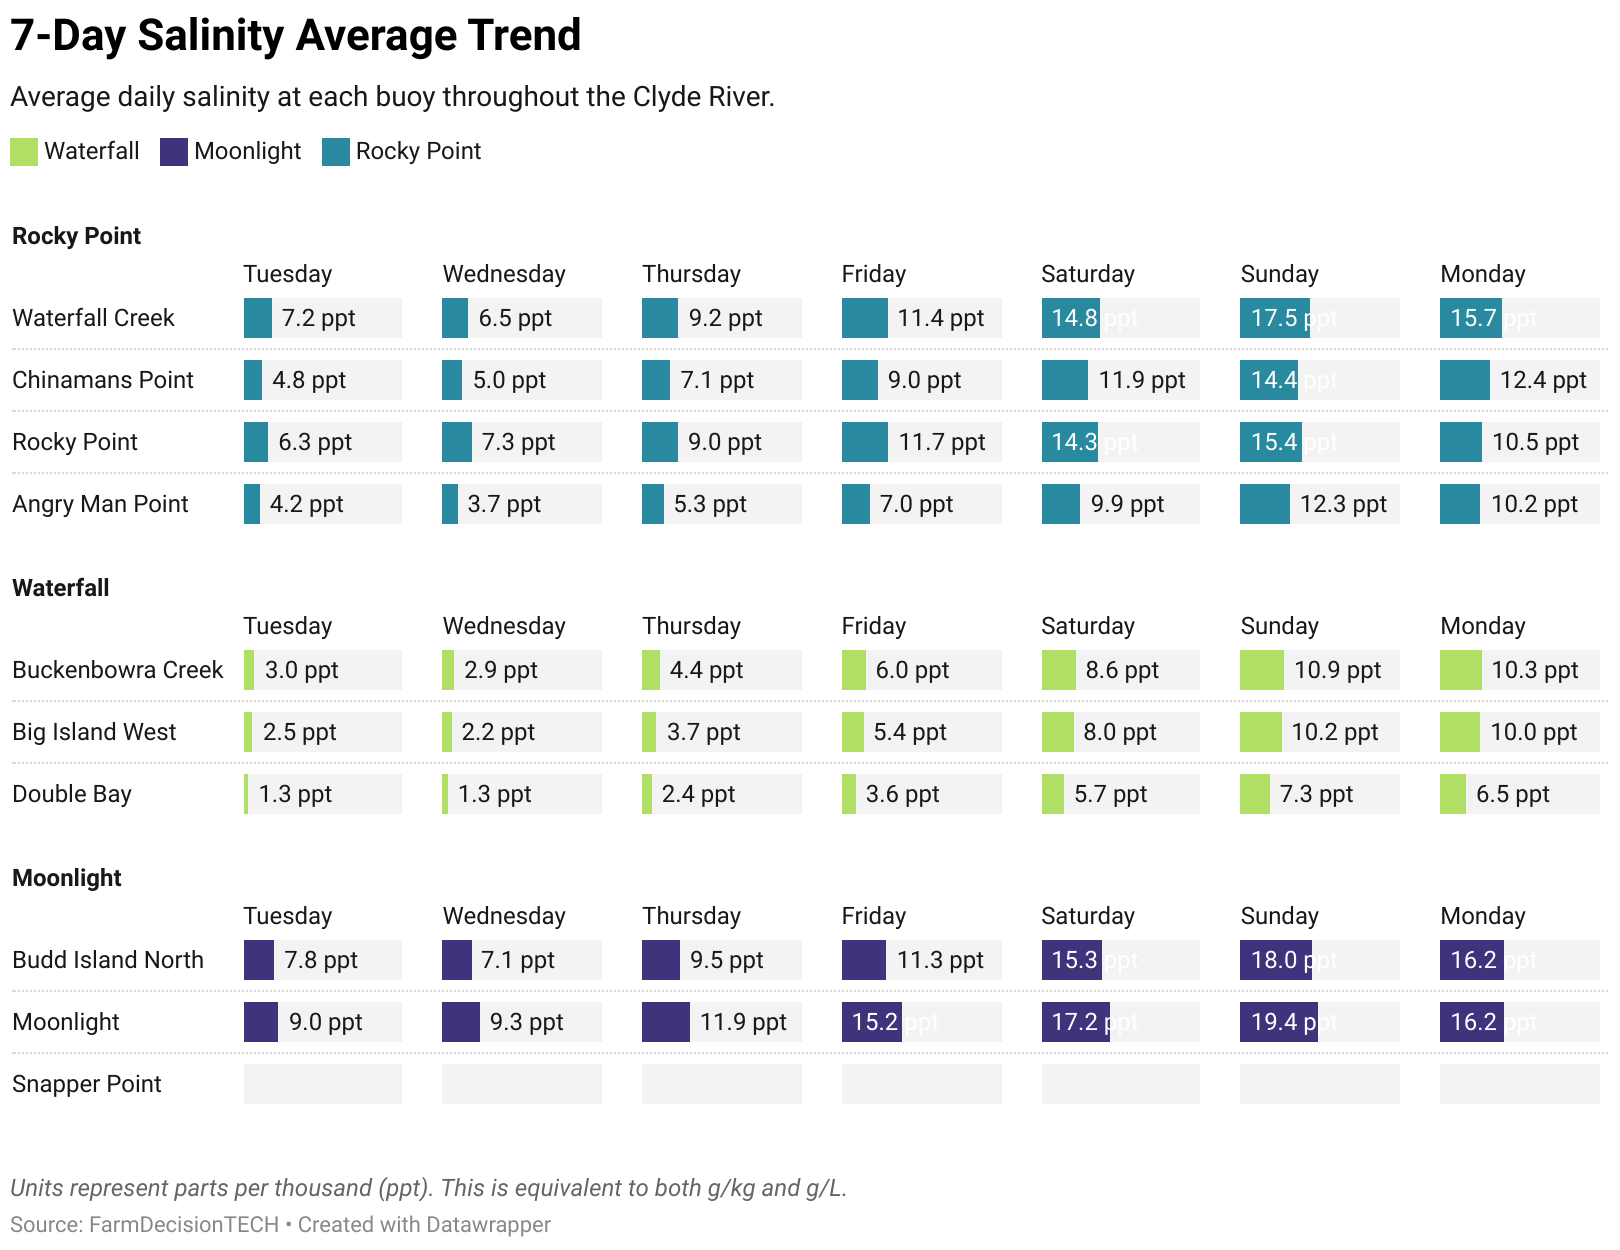 7-Day Salinity Average Trend
Average daily salinity at each buoy throughout the Clyde River.
Waterfall Moonlight Rocky Point
Rocky Point
Tuesday Wednesday Thursday Friday Saturday Sunday Monday
Waterfall Creek 7.2 ppt 6.5 ppt 9.2 ppt 11.4 ppt 14.8 ppt 17.5 ppt 15.7 ppt
Chinamans Point 4.8 ppt 5.0 ppt 7.1 ppt 9.0 ppt 11.9 ppt 14.4 ppt 12.4 ppt
Rocky Point 6.3 ppt 7.3 ppt 9.0 ppt 11.7 ppt 14.3 ppt 15.4 ppt 10.5 ppt
Angry Man Point 4.2 ppt 3.7 ppt 5.3 ppt 7.0 ppt 9.9 ppt 12.3 ppt 10.2 ppt
Waterfall
Tuesday Wednesday Thursday Friday Saturday Sunday Monday
Buckenbowra Creek 3.0 ppt 2.9 ppt 4.4 ppt 6.0 ppt 8.6 ppt 10.9 ppt 10.3 ppt
Big Island West 2.5 ppt 2.2 ppt 3.7 ppt 5.4 ppt 8.0 ppt 10.2 ppt 10.0 ppt
Double Bay 1.3 ppt 1.3 ppt 2.4 ppt 3.6 ppt 5.7 ppt 7.3 ppt 6.5 ppt
Moonlight
Tuesday Wednesday Thursday Friday Saturday Sunday Monday
Budd Island North 7.8 ppt 7.1 ppt 9.5 ppt 11.3 ppt 15.3 ppt 18.0 ppt 16.2 ppt
Moonlight 9.0 ppt 9.3 ppt 11.9 ppt 15.2 ppt 17.2 ppt 19.4 ppt 16.2 ppt
Snapper Point
Units represent parts per thousand (ppt). This is equivalent to both g/kg and g/L.
Source: FarmDecisionTECH • Created with Datawrapper